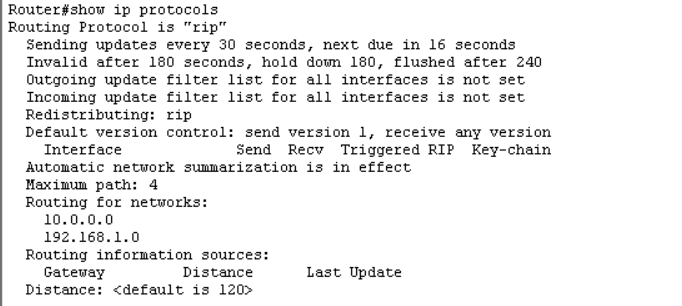 Router#show ip protocols
Routing Protocol is "rip"
Sending updates every 30 seconds, next due in 16 seconds
Invalid after 180 seconds, hold down 180, flushed after 240
Outgoing update filter list for all interfaces is not set
Incoming update filter list for all interfaces is not set
Redistributing: rip
Default version control: send version 1, receive any version
Interface Send Recv Triggered RIP Key-chain
Automatic network summarization is in effect
Maximum path: 4
Routing for networks:
10.0.0.0
192.168.1.0
Routing information sources:
Gateway Distance Last Update
Distance: <default is 120>